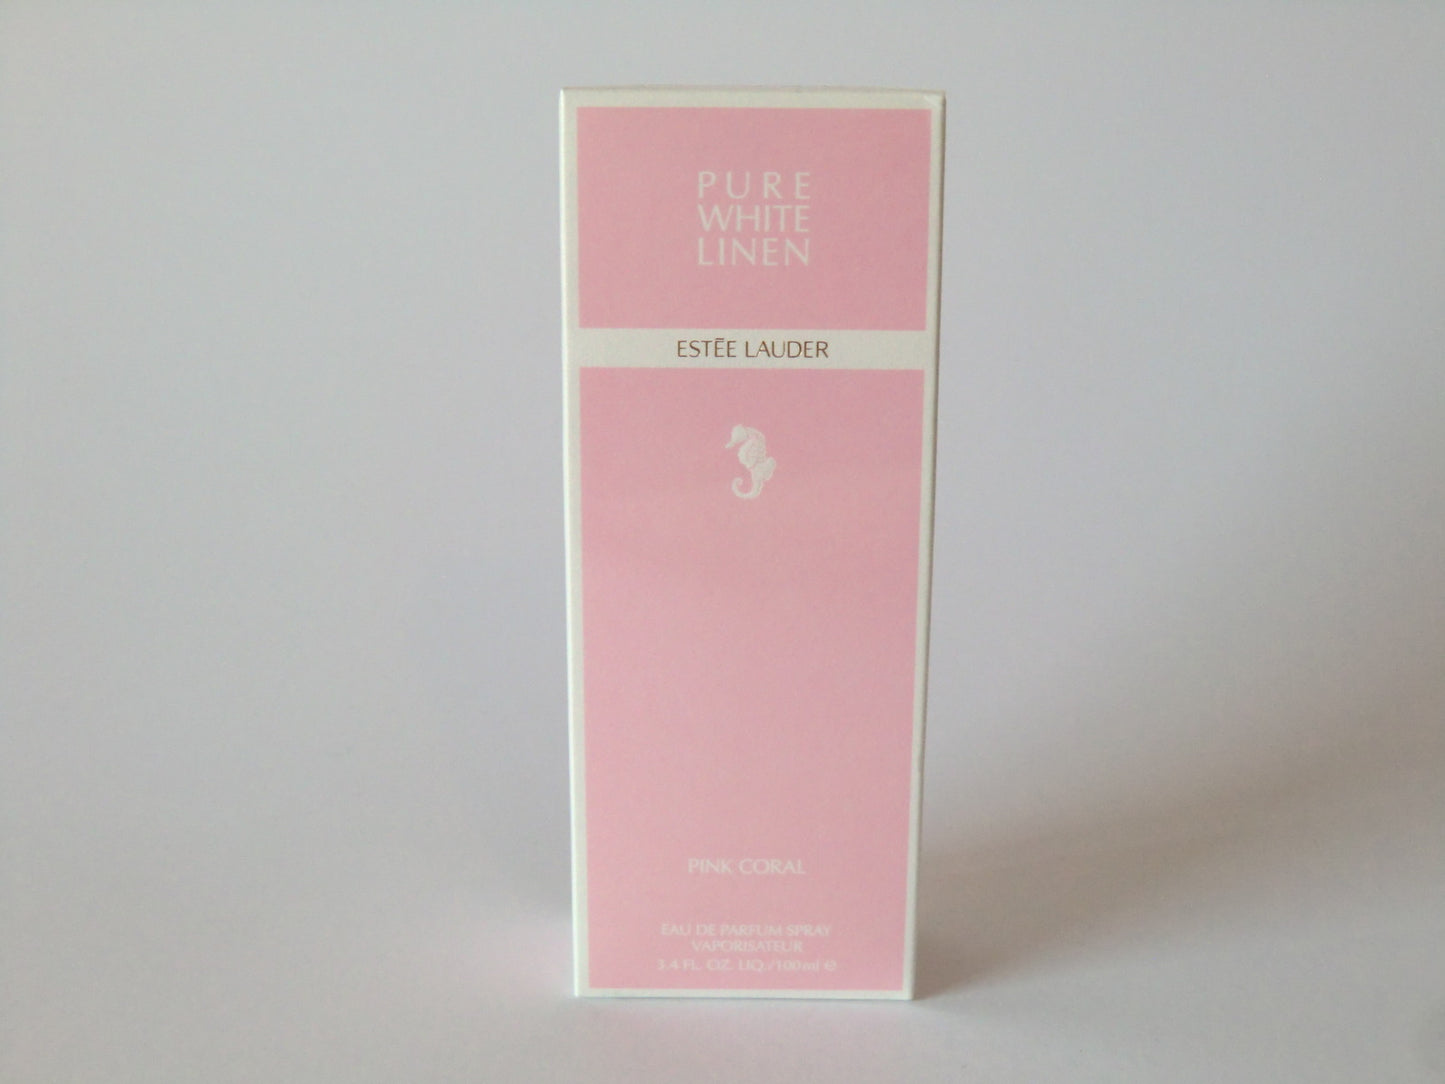 PURE
WHITE
LINEN
ESTĒE LAUDER
PINK CORAL
EAU DE PARFUM SPRAY
VAPORISATEUR
3.4 FL. OZ. LIQ./100 ml ℮